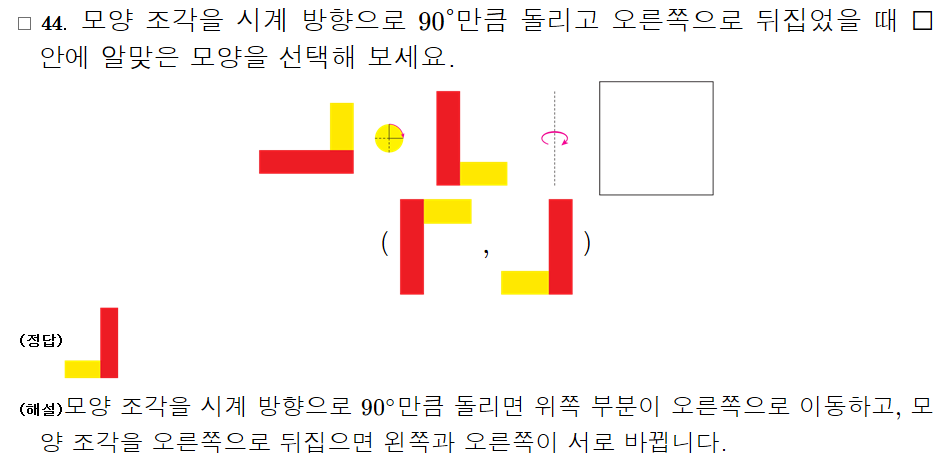 □ 44. 모양 조각을 시계 방향으로 90°만큼 돌리고 오른쪽으로 뒤집었을 때 □
안에 알맞은 모양을 선택해 보세요.
( , )
(정답)
(해설)모양 조각을 시계 방향으로 90°만큼 돌리면 위쪽 부분이 오른쪽으로 이동하고, 모
양 조각을 오른쪽으로 뒤집으면 왼쪽과 오른쪽이 서로 바뀝니다.